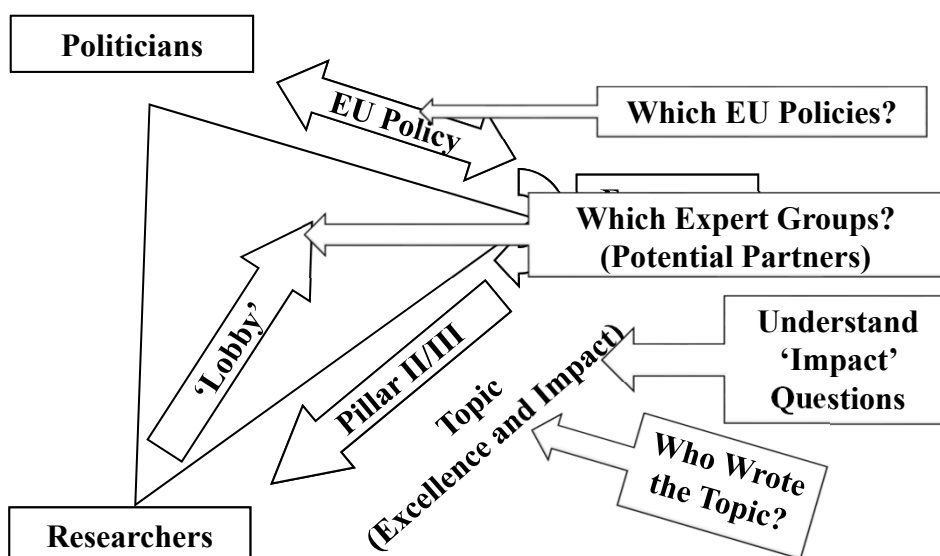 Politicians
EU Policy
Which EU Policies?
Which Expert Groups?
(Potential Partners)
'Lobby'
Pillar II/III
Topic
(Excellence and Impact)
Understand
‘Impact’
Questions
Who Wrote
the Topic?
Researchers